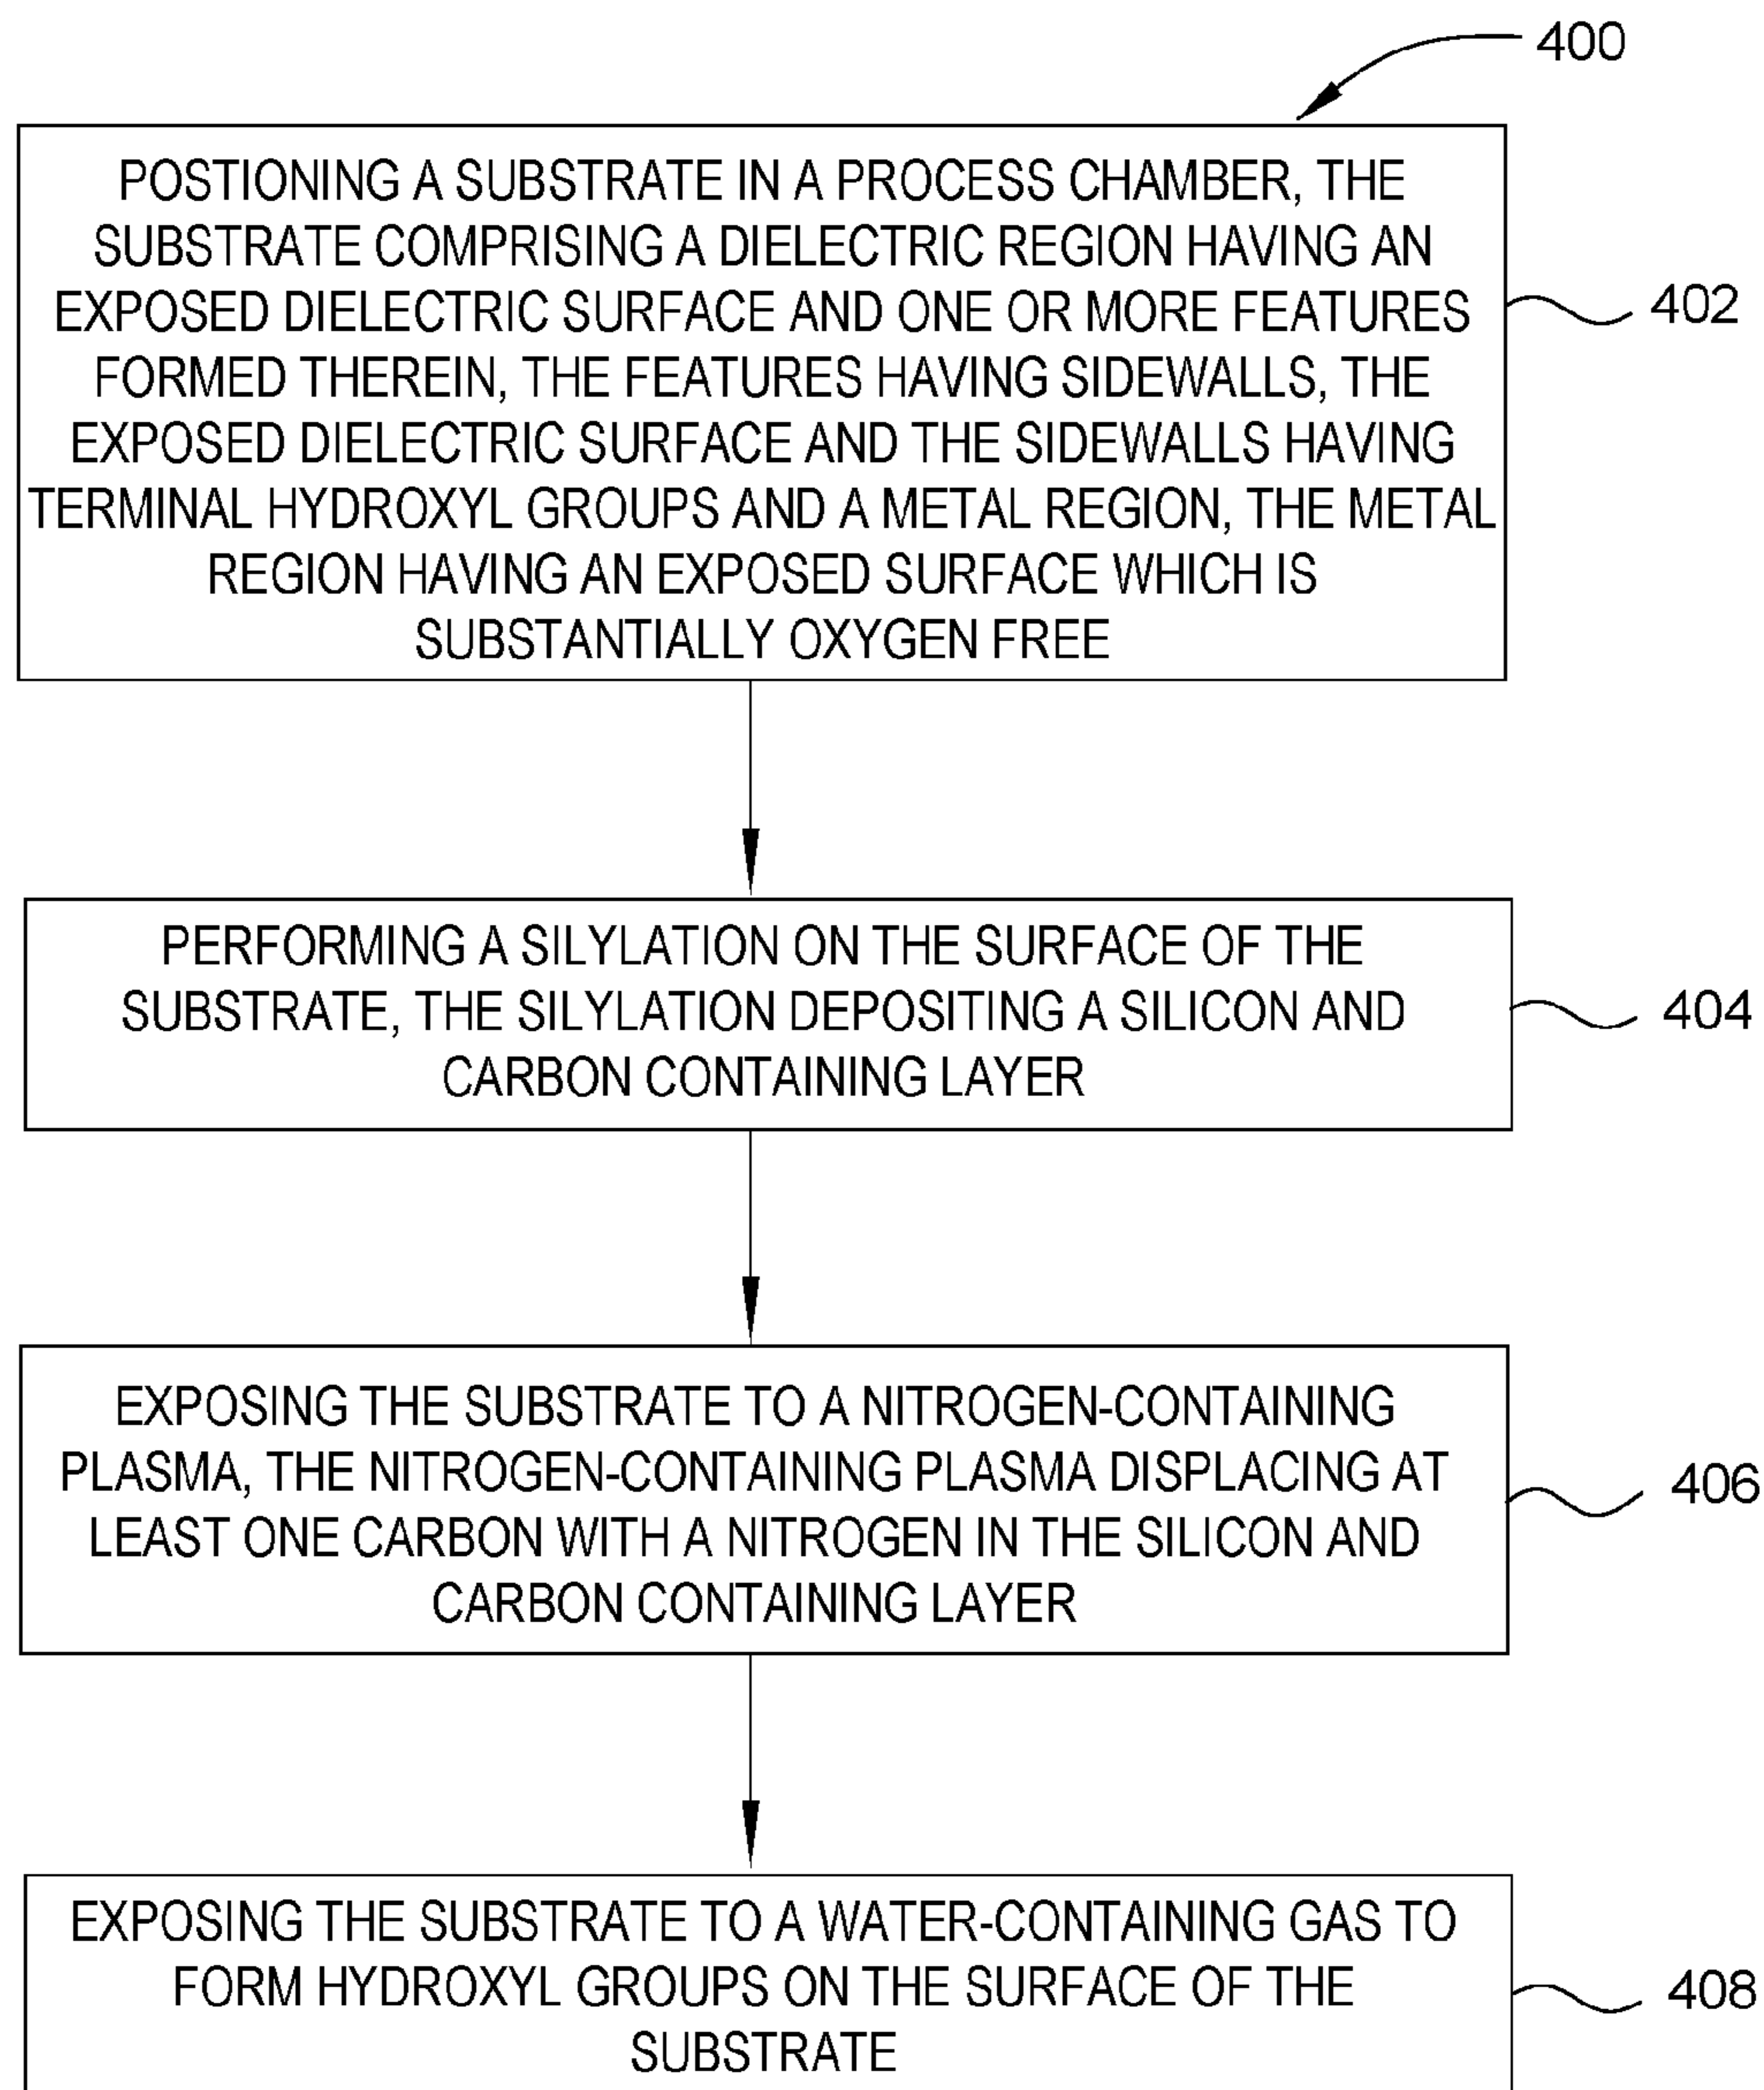 400
POSTIONING A SUBSTRATE IN A PROCESS CHAMBER, THE
SUBSTRATE COMPRISING A DIELECTRIC REGION HAVING AN
EXPOSED DIELECTRIC SURFACE AND ONE OR MORE FEATURES
FORMED THEREIN, THE FEATURES HAVING SIDEWALLS, THE
EXPOSED DIELECTRIC SURFACE AND THE SIDEWALLS HAVING
TERMINAL HYDROXYL GROUPS AND A METAL REGION, THE METAL
REGION HAVING AN EXPOSED SURFACE WHICH IS
SUBSTANTIALLY OXYGEN FREE
402
PERFORMING A SILYLATION ON THE SURFACE OF THE
SUBSTRATE, THE SILYLATION DEPOSITING A SILICON AND
CARBON CONTAINING LAYER
404
EXPOSING THE SUBSTRATE TO A NITROGEN-CONTAINING
PLASMA, THE NITROGEN-CONTAINING PLASMA DISPLACING AT
LEAST ONE CARBON WITH A NITROGEN IN THE SILICON AND
CARBON CONTAINING LAYER
406
EXPOSING THE SUBSTRATE TO A WATER-CONTAINING GAS TO
FORM HYDROXYL GROUPS ON THE SURFACE OF THE
SUBSTRATE
408